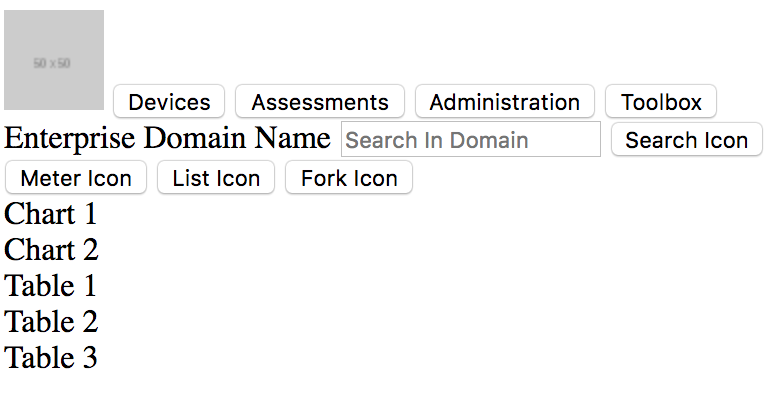 50 x 50
Devices Assessments Administration Toolbox
Enterprise Domain Name Search In Domain Search Icon
Meter Icon List Icon Fork Icon
Chart 1
Chart 2
Table 1
Table 2
Table 3